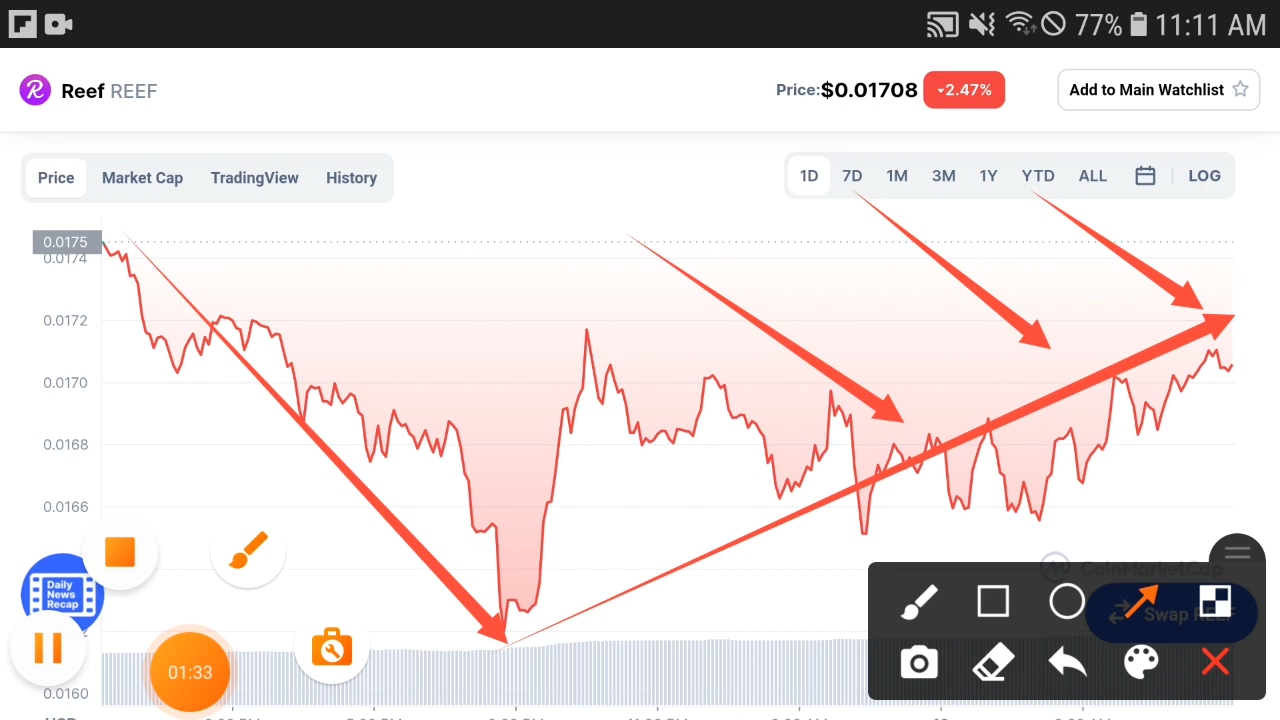 77% 11:11 AM
Reef REEF
Price: $0.01708 2.47%
Add to Main Watchlist
Price Market Cap TradingView History
1D 7D 1M 3M 1Y YTD ALL LOG
0.0175
0.0174
0.0172
0.0170
0.0168
0.0166
CoinMarketCap
Daily
News
Recap
Swap REEF
01:33
0.0160